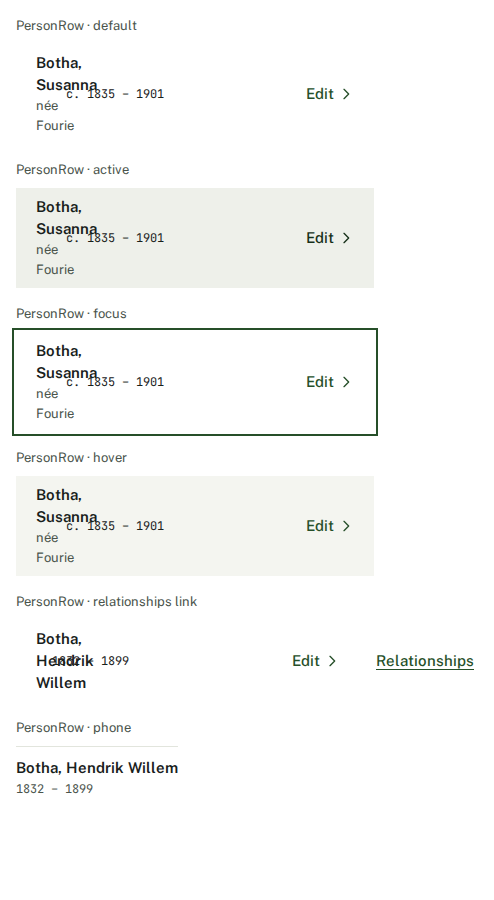 PersonRow · default
Botha,
Susanna
née
Fourie
c. 1835 – 1901
Edit
PersonRow · active
Botha,
Susanna
née
Fourie
c. 1835 – 1901
Edit
PersonRow · focus
Botha,
Susanna
née
Fourie
c. 1835 – 1901
Edit
PersonRow · hover
Botha,
Susanna
née
Fourie
c. 1835 – 1901
Edit
PersonRow · relationships link
Botha,
Hendrik
Willem
1832 – 1899
Edit
Relationships
PersonRow · phone
Botha, Hendrik Willem
1832 – 1899